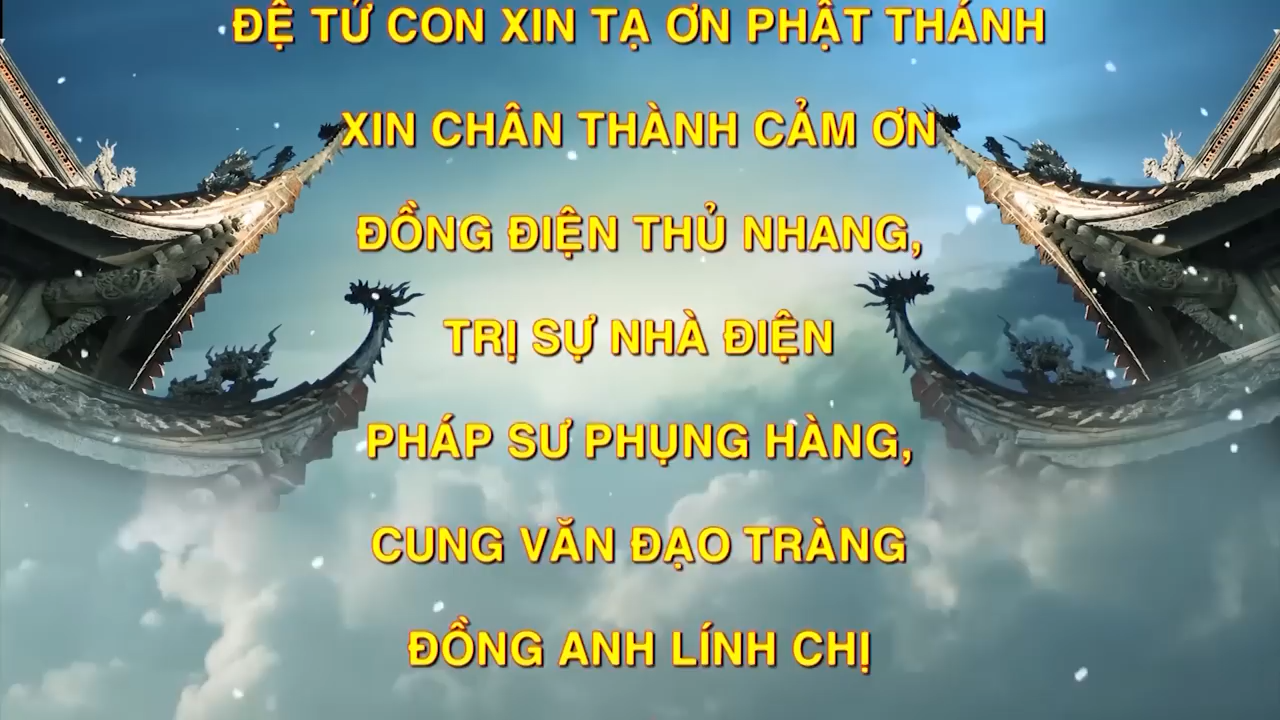 ĐỆ TỬ CON XIN TẠ ƠN PHẬT THÁNH
XIN CHÂN THÀNH CẢM ƠN
ĐỒNG ĐIỆN THỦ NHANG,
TRỊ SỰ NHÀ ĐIỆN
PHÁP SƯ PHỤNG HÀNG,
CUNG VĂN ĐẠO TRÀNG
ĐỒNG ANH LÍNH CHỊ